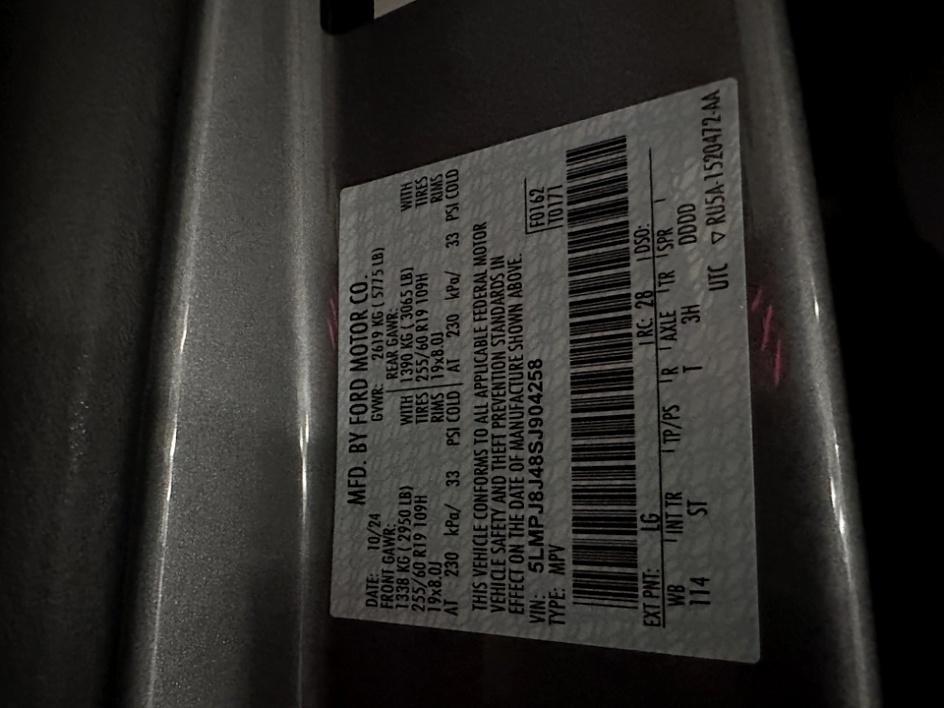 MFD. BY FORD MOTOR CO.
DATE: 10/24 GVWR: 2619 KG ( 5775 LB)
FRONT GAWR: REAR GAWR:
1338 KG ( 2950 LB) WITH 1390 KG ( 3065 LB) WITH
255/60 R19 109H TIRES 255/60 R19 109H TIRES
19x8.0J RIMS 19x8.0J RIMS
AT 230 kPa/ 33 PSI COLD AT 230 kPa/ 33 PSI COLD
THIS VEHICLE CONFORMS TO ALL APPLICABLE FEDERAL MOTOR
VEHICLE SAFETY AND THEFT PREVENTION STANDARDS IN
EFFECT ON THE DATE OF MANUFACTURE SHOWN ABOVE.
VIN: 5LMPJ8J48SJ904258 F0162
TYPE: MPV T0171
EXT PNT: LG RC: 28 DSO:
WB INT TR TP/PS R AXLE TR SPR
114 ST T 3H DDDD
UTC ▽ RU5A-1520472-AA